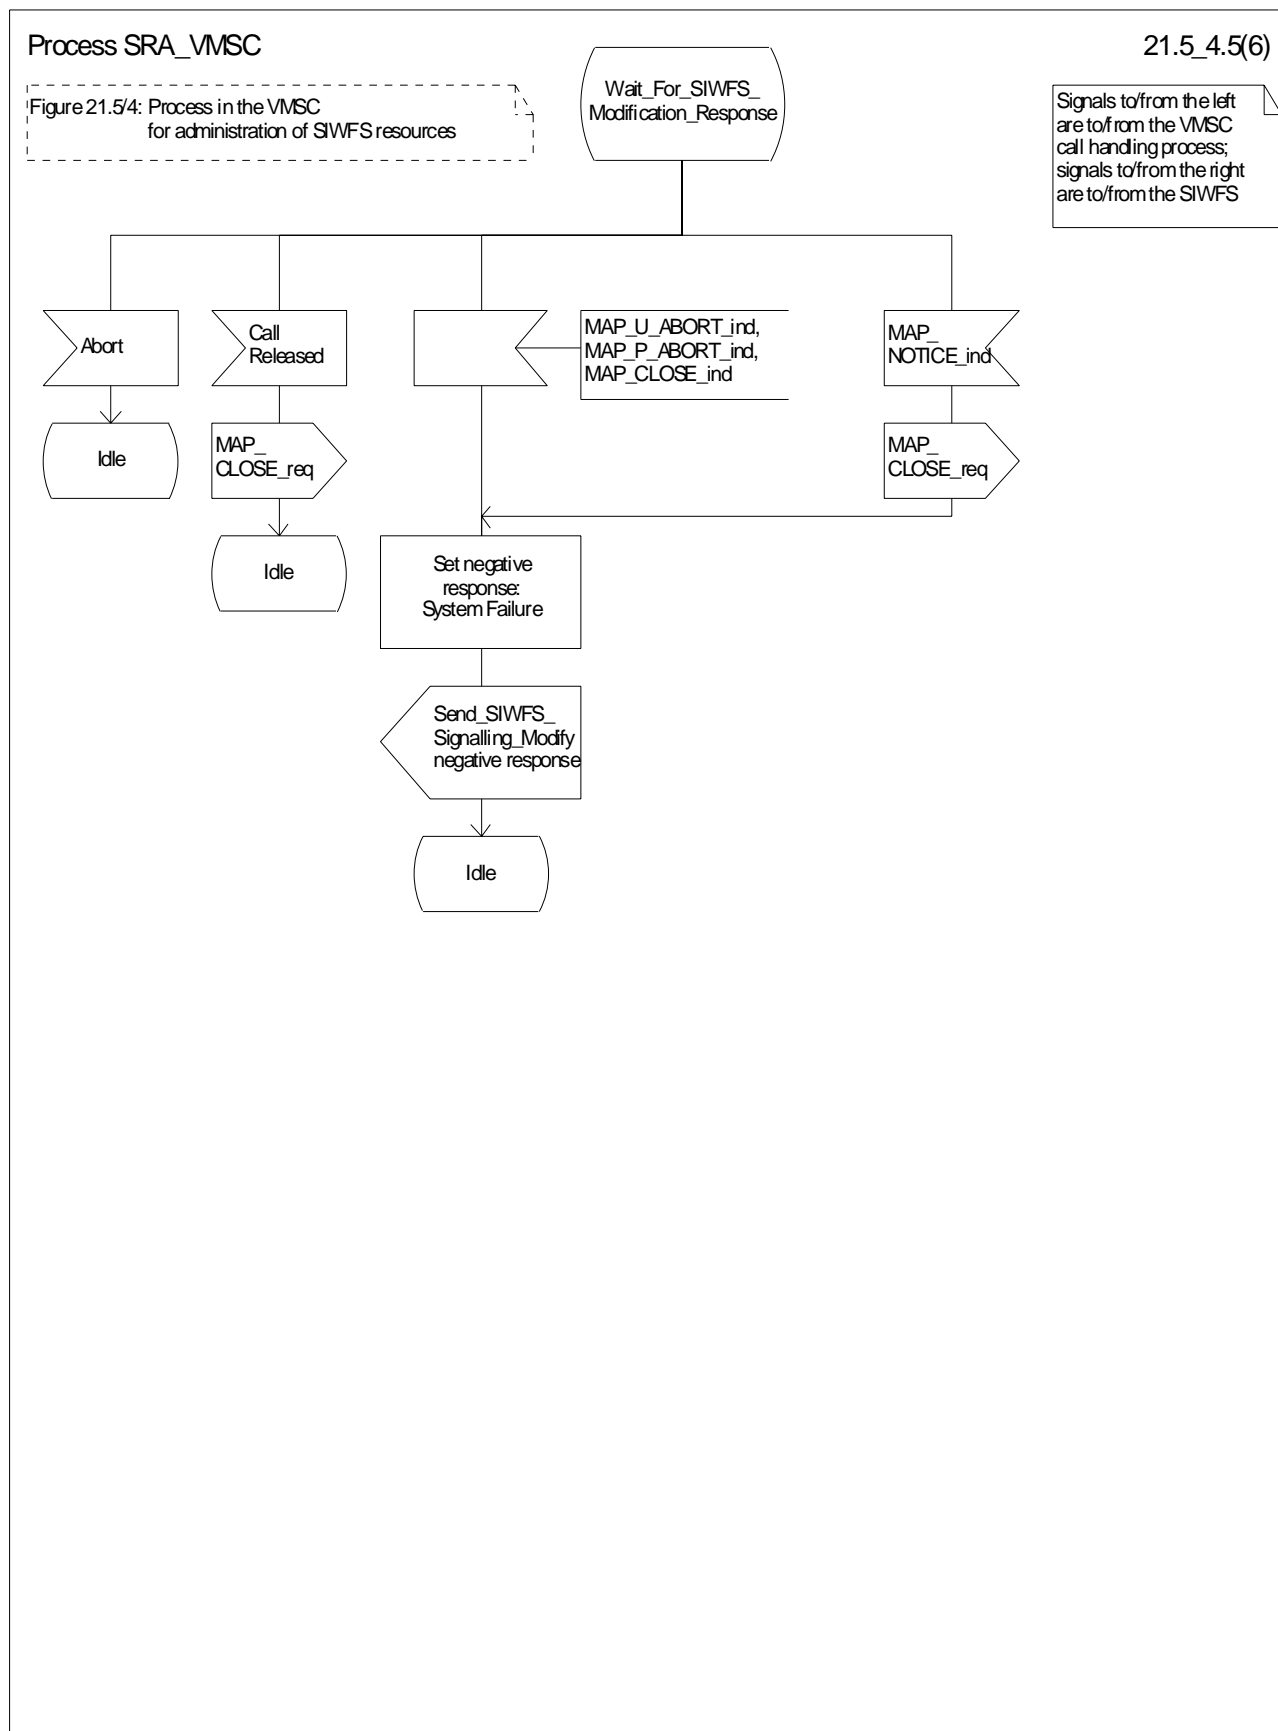 Process SRA_VMSC
21.5_4.5(6)
Figure 21.5/4: Process in the VMSC
for administration of SIWFS resources
Wait_For_SIWFS_
Modification_Response
Signals to/from the left
are to/from the VMSC
call handling process;
signals to/from the right
are to/from the SIWFS
Abort
Call
Released
MAP_U_ABORT_ind,
MAP_P_ABORT_ind,
MAP_CLOSE_ind
MAP_
NOTICE_ind
Idle
MAP_
CLOSE_req
MAP_
CLOSE_req
Idle
Set negative
response:
System Failure
Send_SIWFS_
Signalling_Modify
negative response
Idle